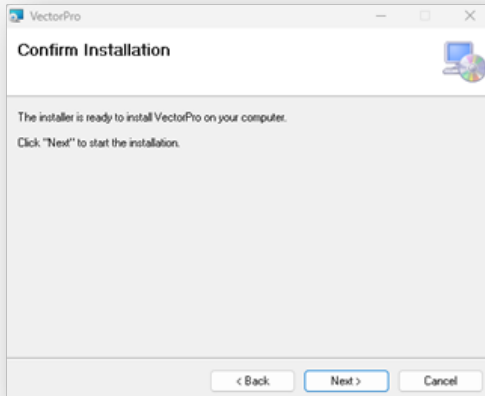 VectorPro
Confirm Installation
The installer is ready to install VectorPro on your computer.
Click "Next" to start the installation.
< Back
Next >
Cancel